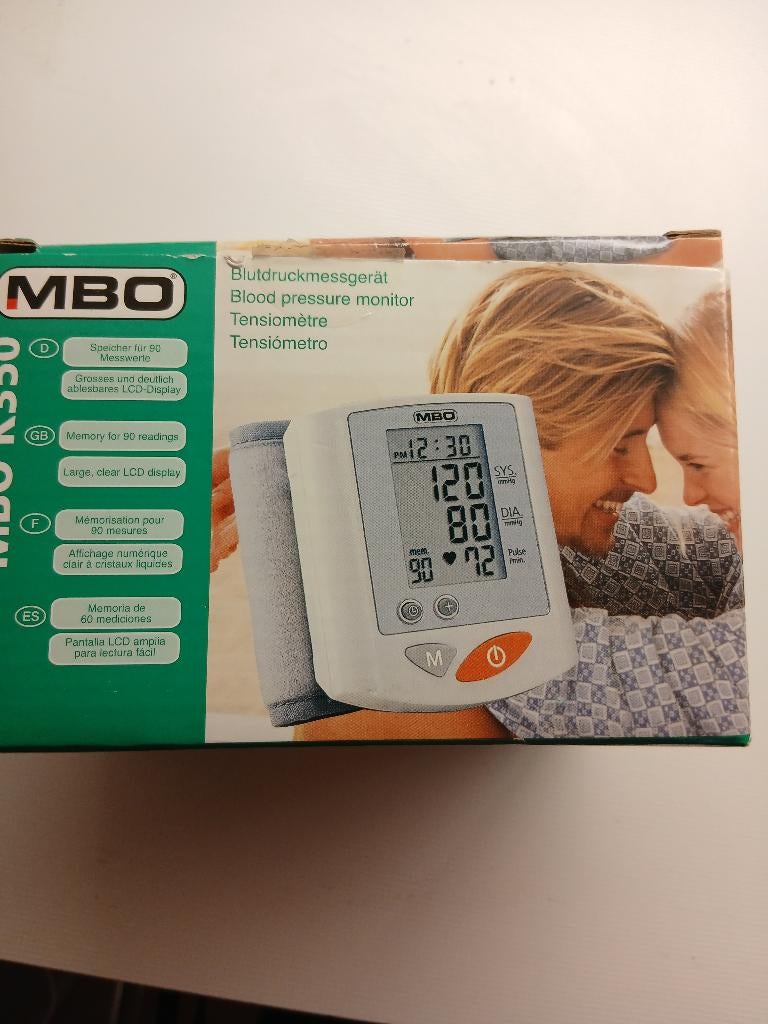 MBO®
Blutdruckmessgerät
Blood pressure monitor
Tensiomètre
Tensiómetro
D
Speicher für 90
Messwerte
Grosses und deutlich
ablesbares LCD-Display
GB
Memory for 90 readings
Large, clear LCD display
F
Mémorisation pour
90 mesures
Affichage numérique
clair à cristaux liquides
ES
Memoria de
60 mediciones
Pantalla LCD amplia
para lectura fácil
MBO
PM 12:30
120 SYS.
mmHg
80 DIA.
mmHg
mem.
90 72 Pulse
/min.
M